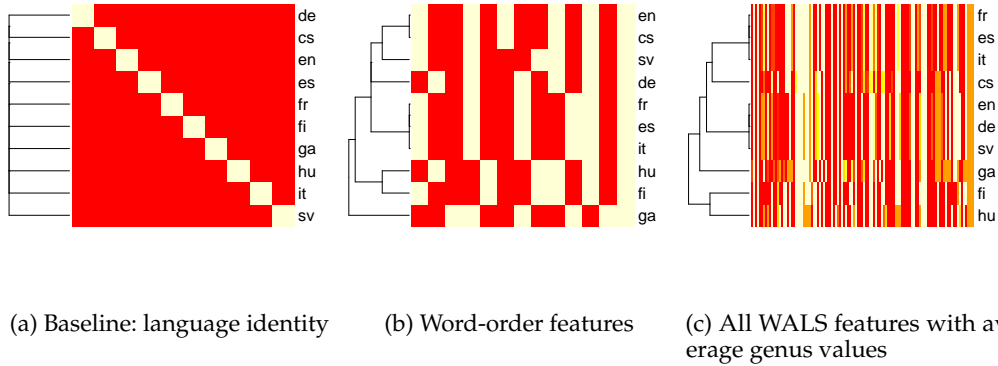 de
cs
en
es
fr
fi
ga
hu
it
sv
en
cs
sv
de
fr
es
it
hu
fi
ga
fr
es
it
cs
en
de
sv
ga
fi
hu
(a) Baseline: language identity
(b) Word-order features
(c) All WALS features with av
erage genus values